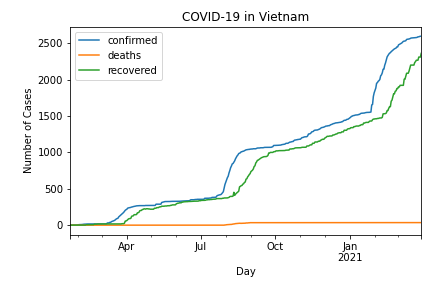 COVID-19 in Vietnam
confirmed
deaths
recovered
Number of Cases
2500
2000
1500
1000
500
0
Apr
Jul
Oct
Jan
2021
Day